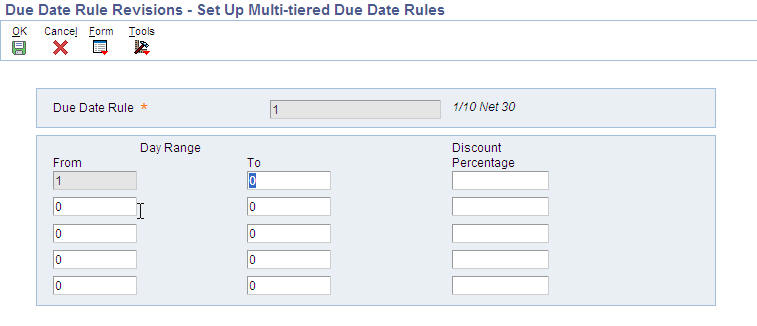 Due Date Rule Revisions - Set Up Multi-tiered Due Date Rules
OK Cancel Form Tools
Due Date Rule * 1 1/10 Net 30
Day Range Discount
From To Percentage
1 0
0 0
0 0
0 0
0 0